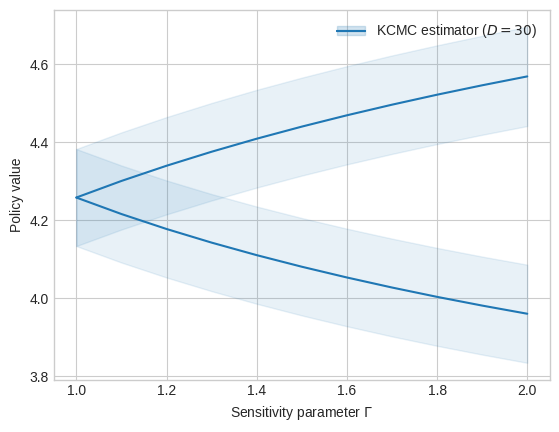 KCMC estimator (D = 30)
Policy value
4.6
4.4
4.2
4.0
3.8
1.0 1.2 1.4 1.6 1.8 2.0
Sensitivity parameter Γ